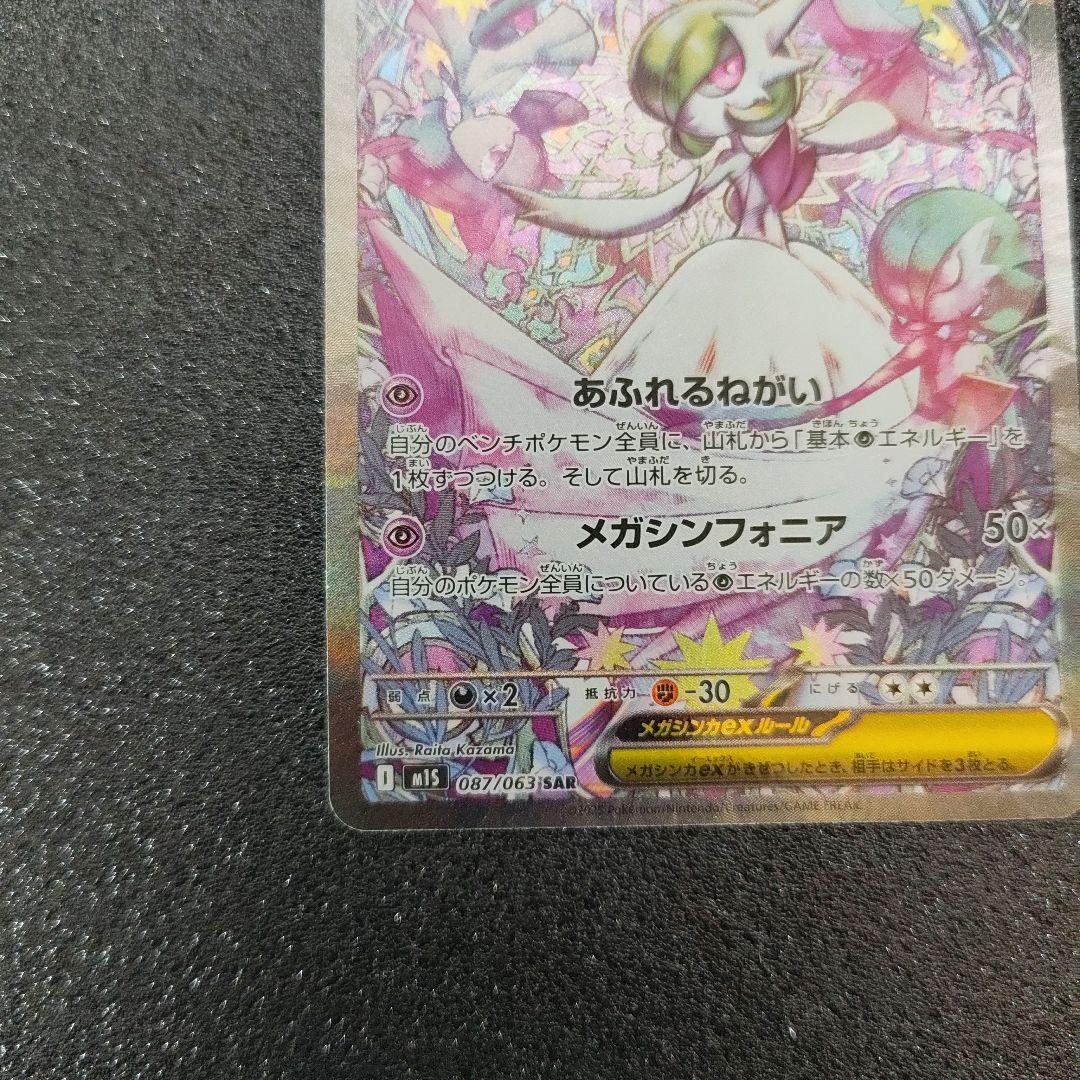 あふれるねがい
自分のベンチポケモン全員に、山札から「基本エネルギー」を
1枚ずつつける。そして山札を切る。
メガシンフォニア 50×
自分のポケモン全員についているエネルギーの数×50ダメージ。
弱点 ×2 抵抗力 -30 にげる
メガシンカexルール
メガシンカexがきぜつしたとき、相手はサイドを3枚とる。
Illus. Raita Kazama
I M1S 087/063 SAR
©2025 Pokémon/Nintendo/Creatures/GAME FREAK